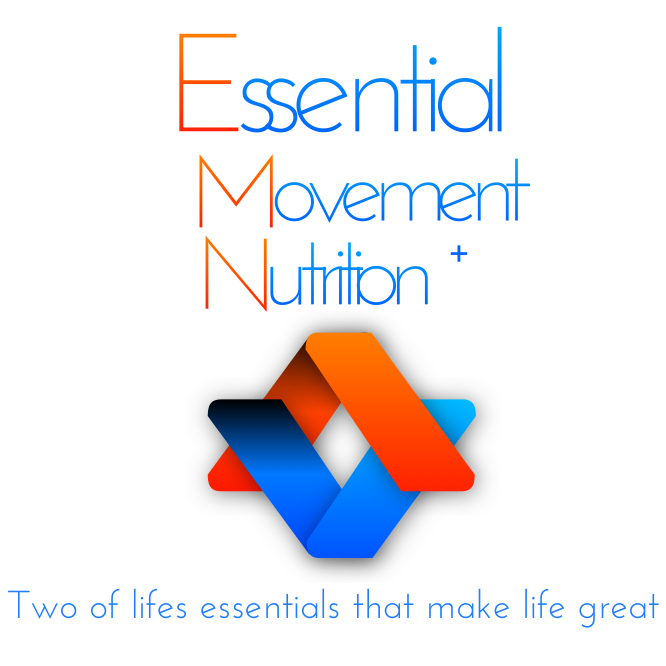 Essential
Movement
Nutrition +
Two of lifes essentials that make life great